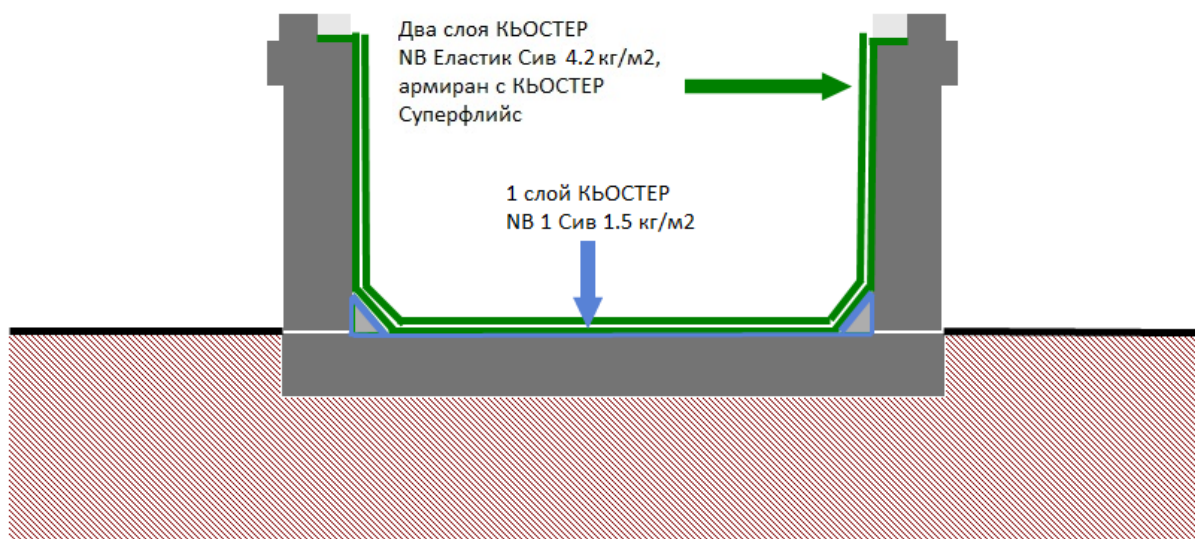 Два слоя КЬОСТЕР
NB Еластик Сив 4.2 кг/м2,
армиран с КЬОСТЕР
Суперфлийс
1 слой КЬОСТЕР
NB 1 Сив 1.5 кг/м2